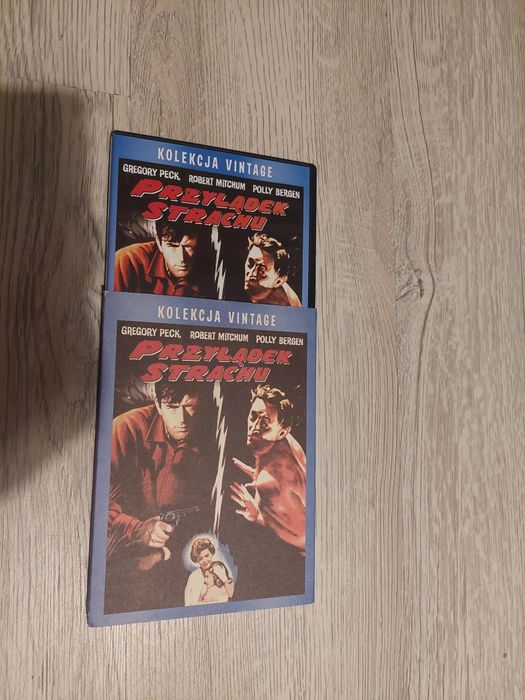 KOLEKCJA VINTAGE
GREGORY PECK, ROBERT MITCHUM POLLY BERGEN
PRZYLĄDEK
STRACHU
KOLEKCJA VINTAGE
GREGORY PECK, ROBERT MITCHUM POLLY BERGEN
PRZYLĄDEK
STRACHU